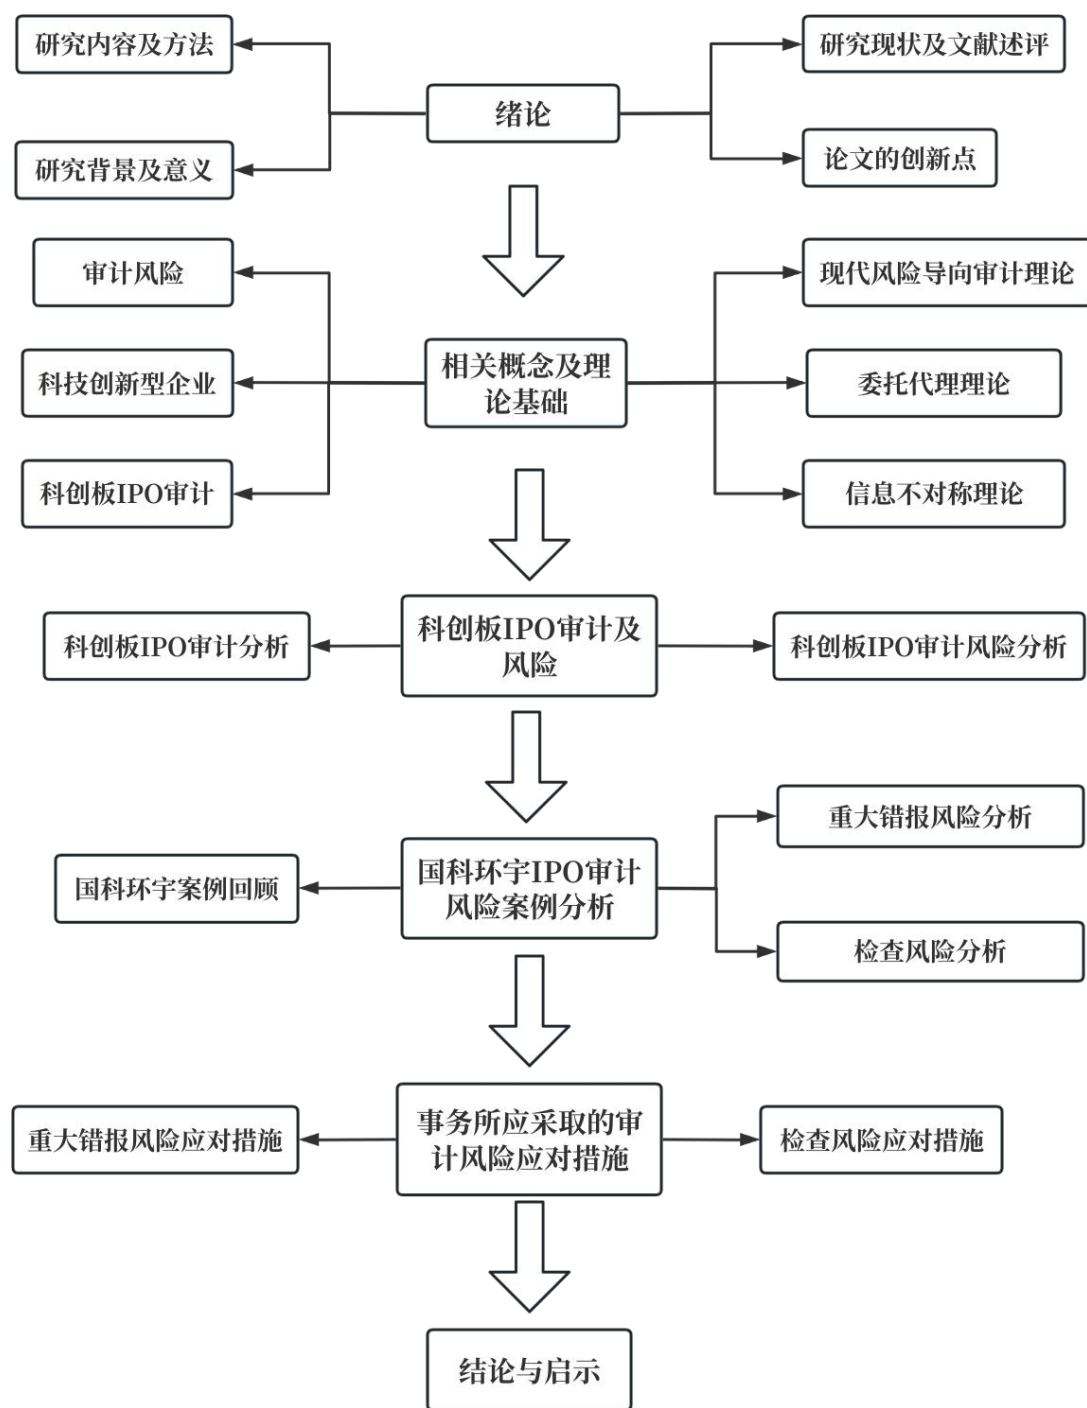 研究内容及方法
研究现状及文献述评
绪论
论文的创新点
研究背景及意义
审计风险
现代风险导向审计理论
相关概念及理
论基础
科技创新型企业
委托代理理论
科创板IPO审计
信息不对称理论
科创板IPO审计及
风险
科创板IPO审计分析
科创板IPO审计风险分析
重大错报风险分析
国科环宇IPO审计
风险案例分析
国科环宇案例回顾
检查风险分析
事务所应采取的审
计风险应对措施
重大错报风险应对措施
检查风险应对措施
结论与启示